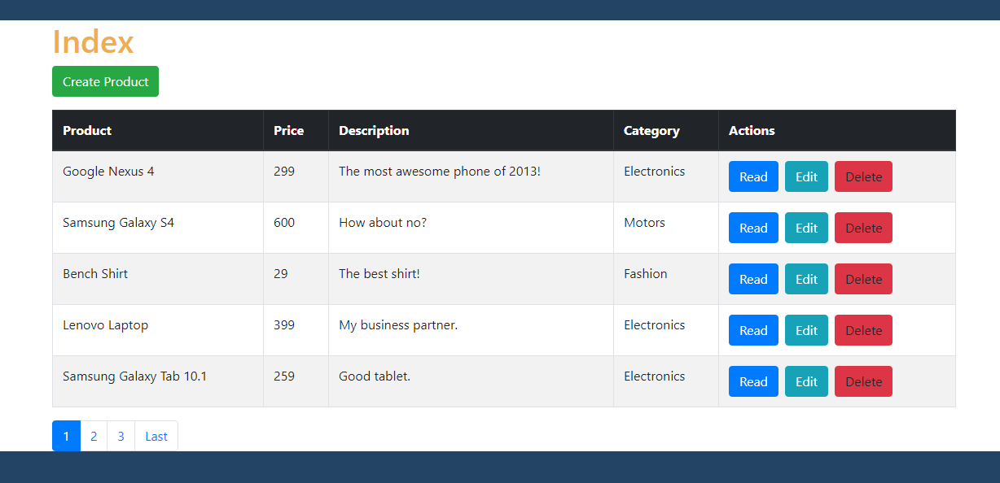 Index
Create Product
Product Price Description Category Actions
Google Nexus 4 299 The most awesome phone of 2013! Electronics Read Edit Delete
Samsung Galaxy S4 600 How about no? Motors Read Edit Delete
Bench Shirt 29 The best shirt! Fashion Read Edit Delete
Lenovo Laptop 399 My business partner. Electronics Read Edit Delete
Samsung Galaxy Tab 10.1 259 Good tablet. Electronics Read Edit Delete
1 2 3 Last